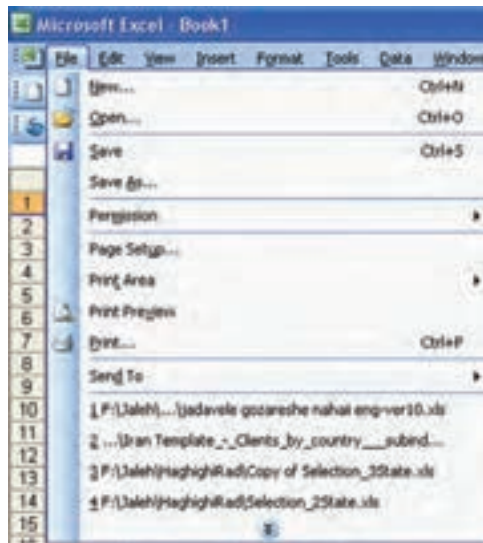 Microsoft Excel - Book1
File Edit View Insert Format Tools Data Window
New... Ctrl+N
Open... Ctrl+O
Save Ctrl+S
Save As...
Permission
Page Setup...
Print Area
Print Preview
Print... Ctrl+P
Send To
1 F:\Jaleh\...\jadavele gozareshe nahai eng-ver10.xls
2 ...\Iran Template_-_Clients_by_country___subind...
3 F:\Jaleh\HaghighiRad\Copy of Selection_3State.xls
4 F:\Jaleh\HaghighiRad\Selection_2State.xls
1
2
3
4
5
6
7
8
9
10
11
12
13
14
15